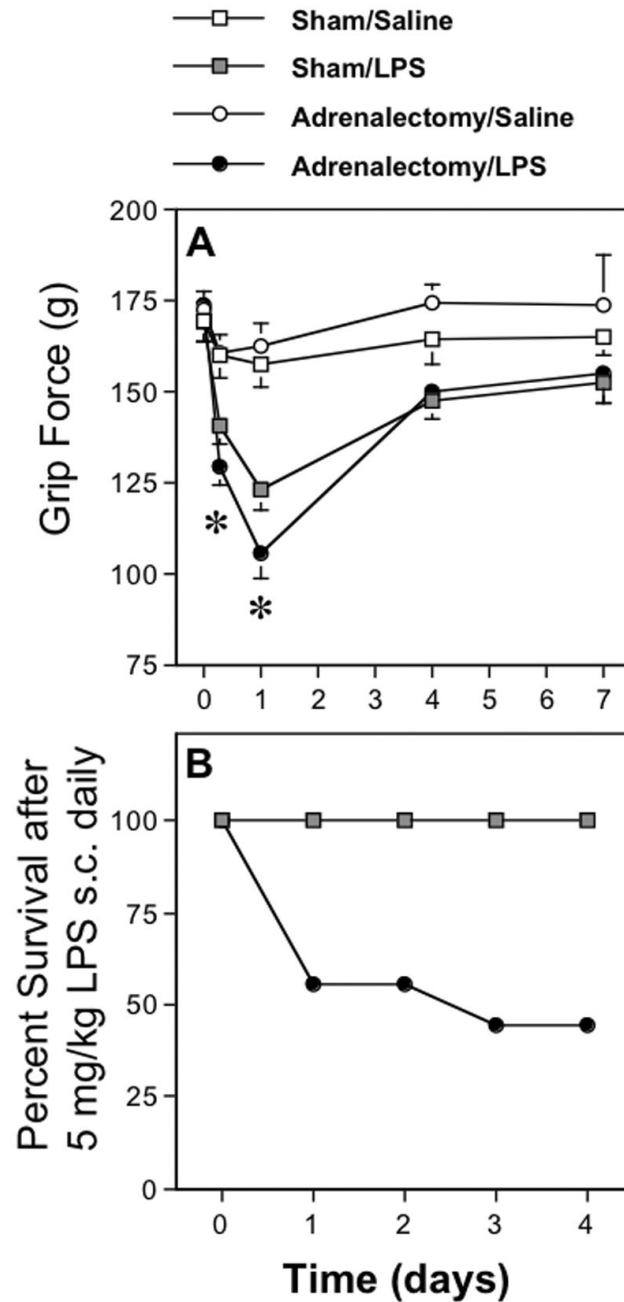 Sham/Saline
Sham/LPS
Adrenalectomy/Saline
Adrenalectomy/LPS
A
200
175
150
125
100
75
Grip Force (g)
*
*
0 1 2 3 4 5 6 7
B
100
75
50
25
0
Percent Survival after
5 mg/kg LPS s.c. daily
0 1 2 3 4
Time (days)